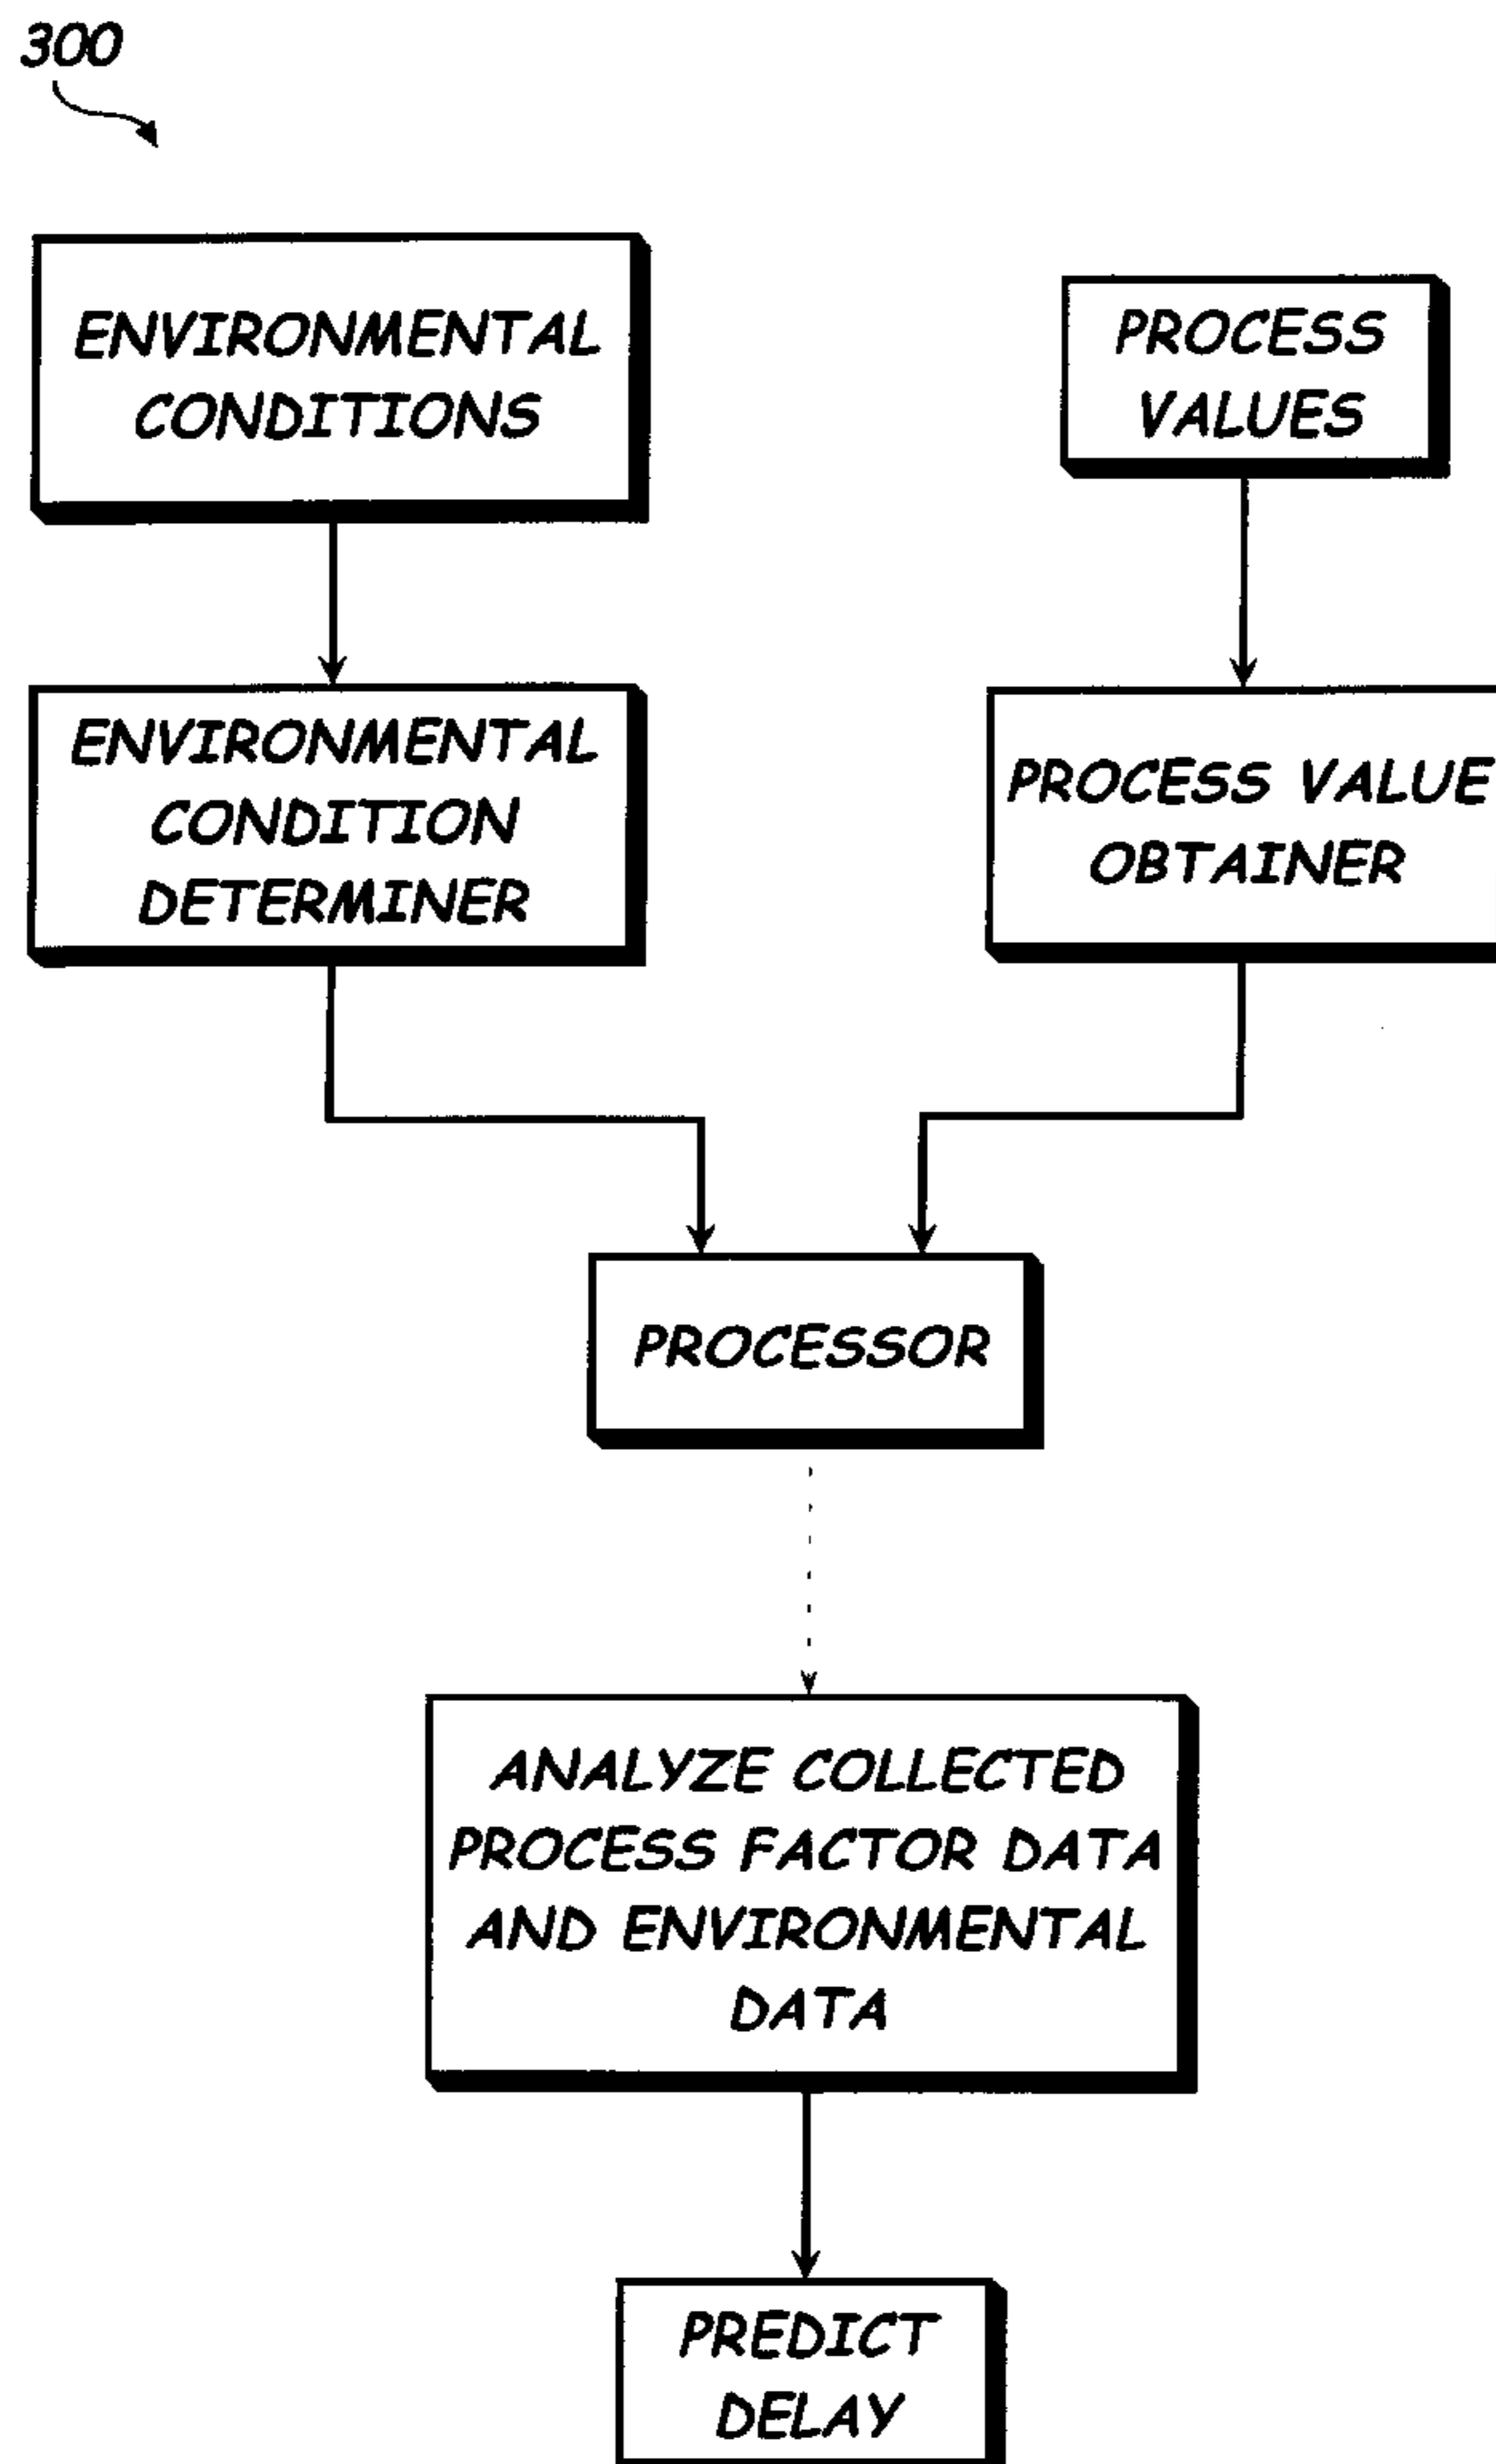 300
ENVIRONMENTAL
CONDITIONS
PROCESS
VALUES
ENVIRONMENTAL
CONDITION
DETERMINER
PROCESS VALUE
OBTAINER
PROCESSOR
ANALYZE COLLECTED
PROCESS FACTOR DATA
AND ENVIRONMENTAL
DATA
PREDICT
DELAY